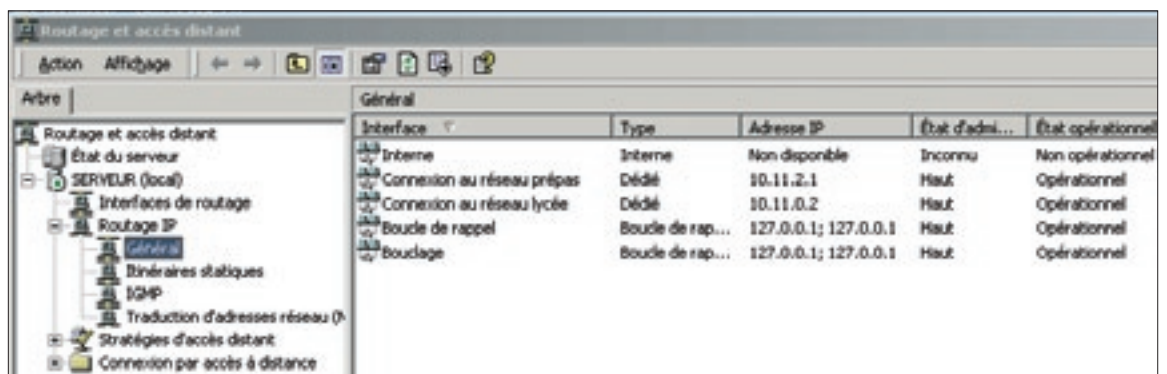 Routage et accès distant
Action Affichage
Arbre
Routage et accès distant
État du serveur
SERVEUR (local)
Interfaces de routage
Routage IP
Général
Itinéraires statiques
IGMP
Traduction d'adresses réseau (N
Stratégies d'accès distant
Connexion par accès à distance
Général
Interface Type Adresse IP État d'admi... État opérationnel
Interne Interne Non disponible Inconnu Non opérationnel
Connexion au réseau prépas Dédié 10.11.2.1 Haut Opérationnel
Connexion au réseau lycée Dédié 10.11.0.2 Haut Opérationnel
Boucle de rappel Boucle de rap... 127.0.0.1; 127.0.0.1 Haut Opérationnel
Bouclage Boucle de rap... 127.0.0.1; 127.0.0.1 Haut Opérationnel